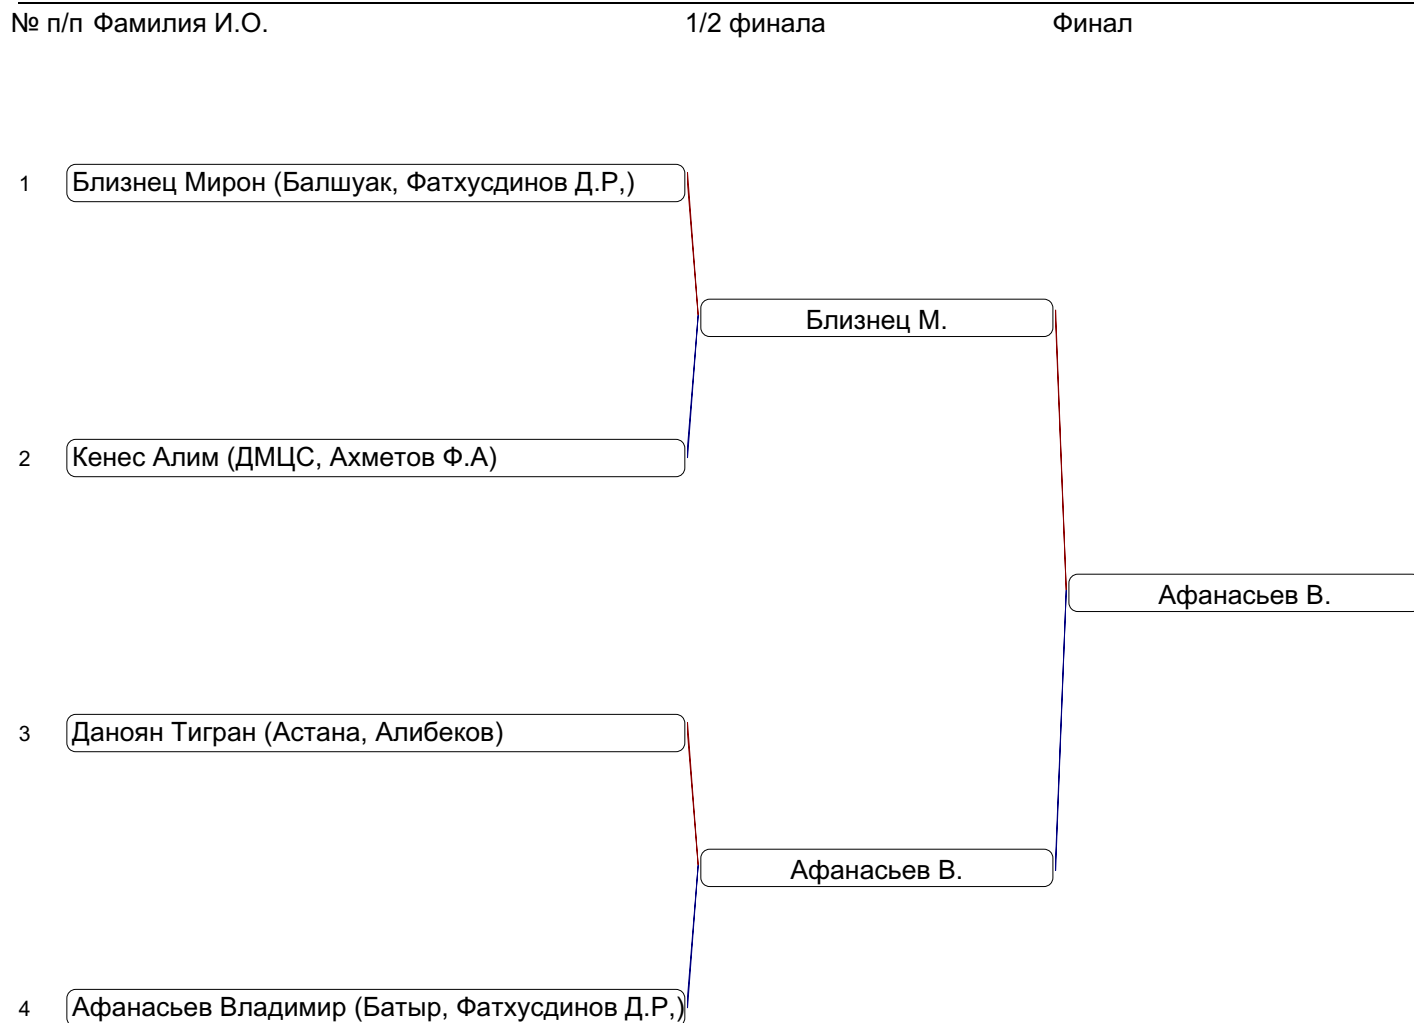 № п/п Фамилия И.О. 1/2 финала Финал
1 Близнец Мирон (Балшуак, Фатхусдинов Д.Р,)
Близнец М.
2 Кенес Алим (ДМЦС, Ахметов Ф.А)
Афанасьев В.
3 Даноян Тигран (Астана, Алибеков)
Афанасьев В.
4 Афанасьев Владимир (Батыр, Фатхусдинов Д.Р,)